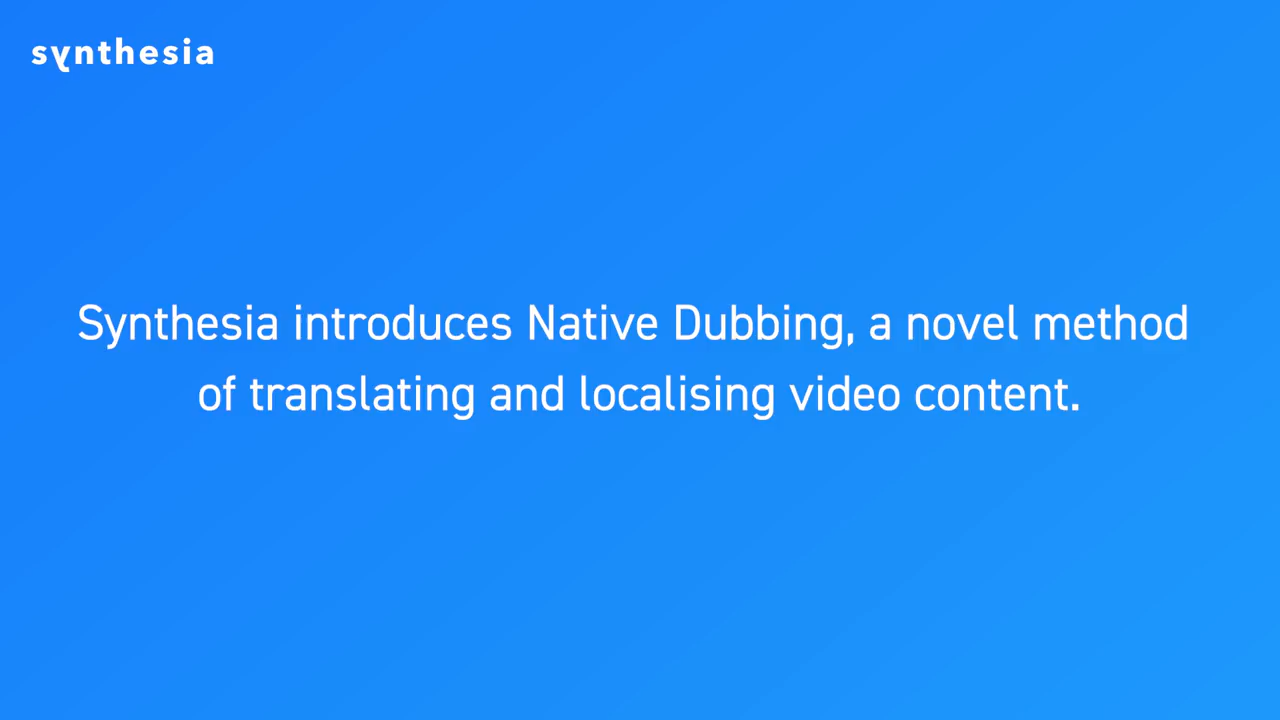 synthesia
Synthesia introduces Native Dubbing, a novel method
of translating and localising video content.